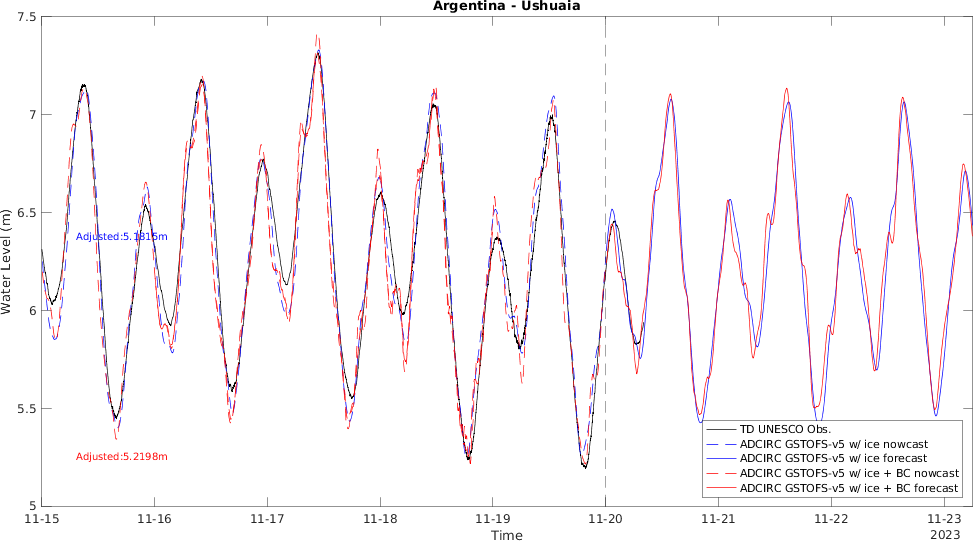 Argentina - Ushuaia
7.5
7
6.5
6
5.5
5
Water Level (m)
Adjusted:5.1815m
Adjusted:5.2198m
TD UNESCO Obs.
ADCIRC GSTOFS-v5 w/ ice nowcast
ADCIRC GSTOFS-v5 w/ ice forecast
ADCIRC GSTOFS-v5 w/ ice + BC nowcast
ADCIRC GSTOFS-v5 w/ ice + BC forecast
11-15 11-16 11-17 11-18 11-19 11-20 11-21 11-22 11-23
2023
Time